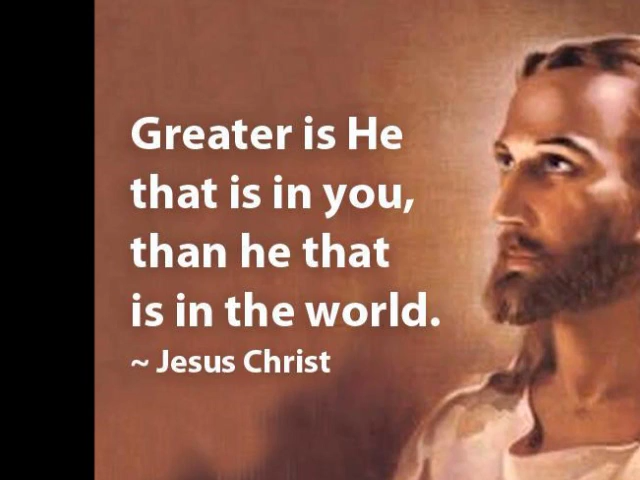 Greater is He
that is in you,
than he that
is in the world.
~ Jesus Christ